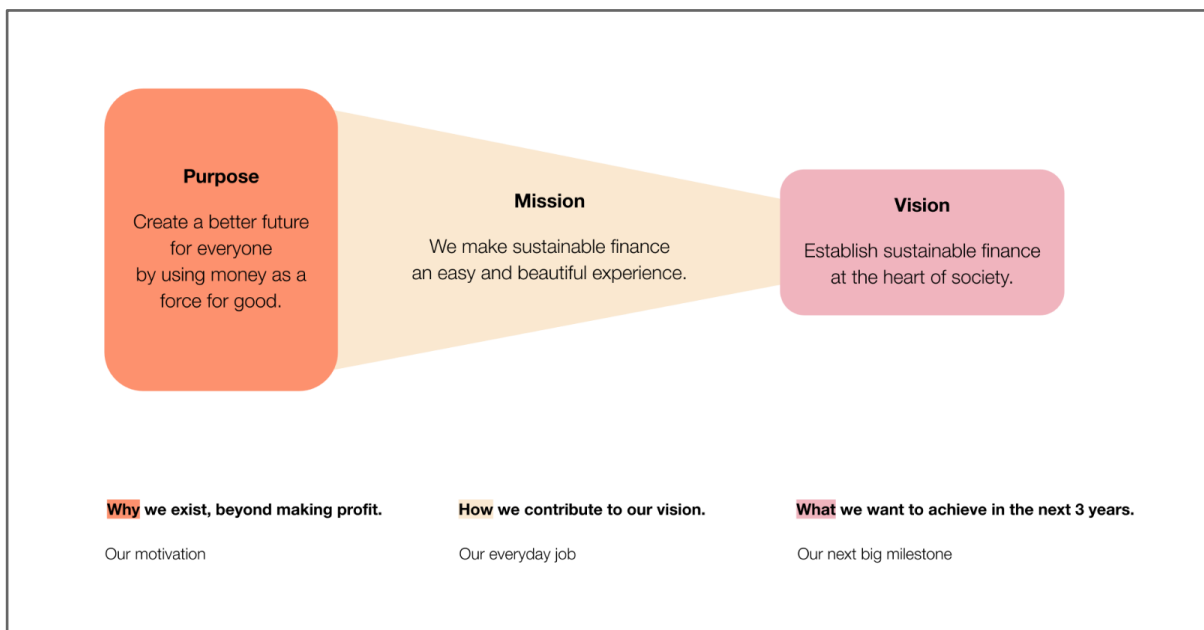 Purpose
Create a better future
for everyone
by using money as a
force for good.
Mission
We make sustainable finance
an easy and beautiful experience.
Vision
Establish sustainable finance
at the heart of society.
Why we exist, beyond making profit.
Our motivation
How we contribute to our vision.
Our everyday job
What we want to achieve in the next 3 years.
Our next big milestone